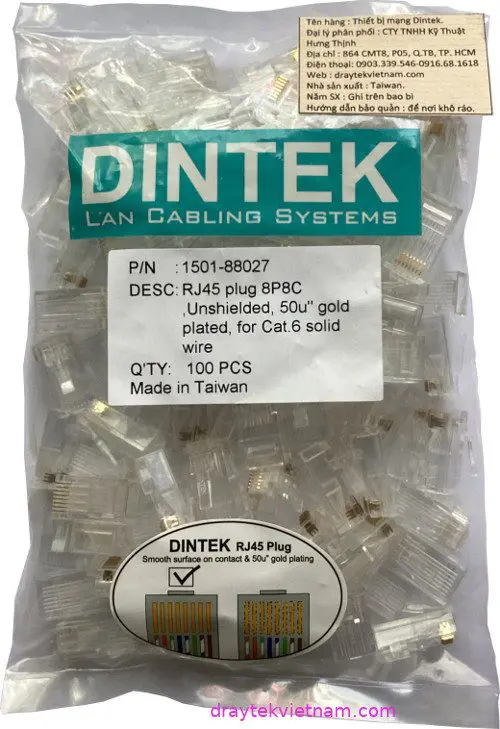 Tên hàng : Thiết bị mạng Dintek.
Đại lý phân phối : CTY TNHH Kỹ Thuật
Hưng Thịnh
Địa chỉ : 864 CMT8, P05, Q.TB, TP. HCM
Điện thoại: 0903.339.546-0916.68.1618
Web : draytekvietnam.com
Nhà sản xuất : Taiwan.
Năm SX : Ghi trên bao bì
Hướng dẫn bảo quản : để nơi khô ráo.
DINTEK
LAN CABLING SYSTEMS
P/N :1501-88027
DESC: RJ45 plug 8P8C
,Unshielded, 50u" gold
plated, for Cat.6 solid
wire
Q'TY: 100 PCS
Made in Taiwan
DINTEK RJ45 Plug
Smooth surface on contact & 50u" gold plating
draytekvietnam.com